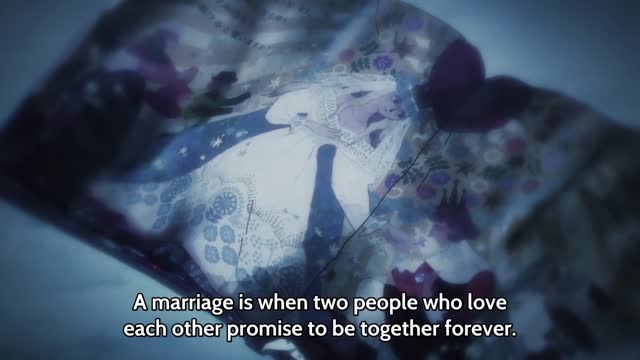 A marriage is when two people who love
each other promise to be together forever.